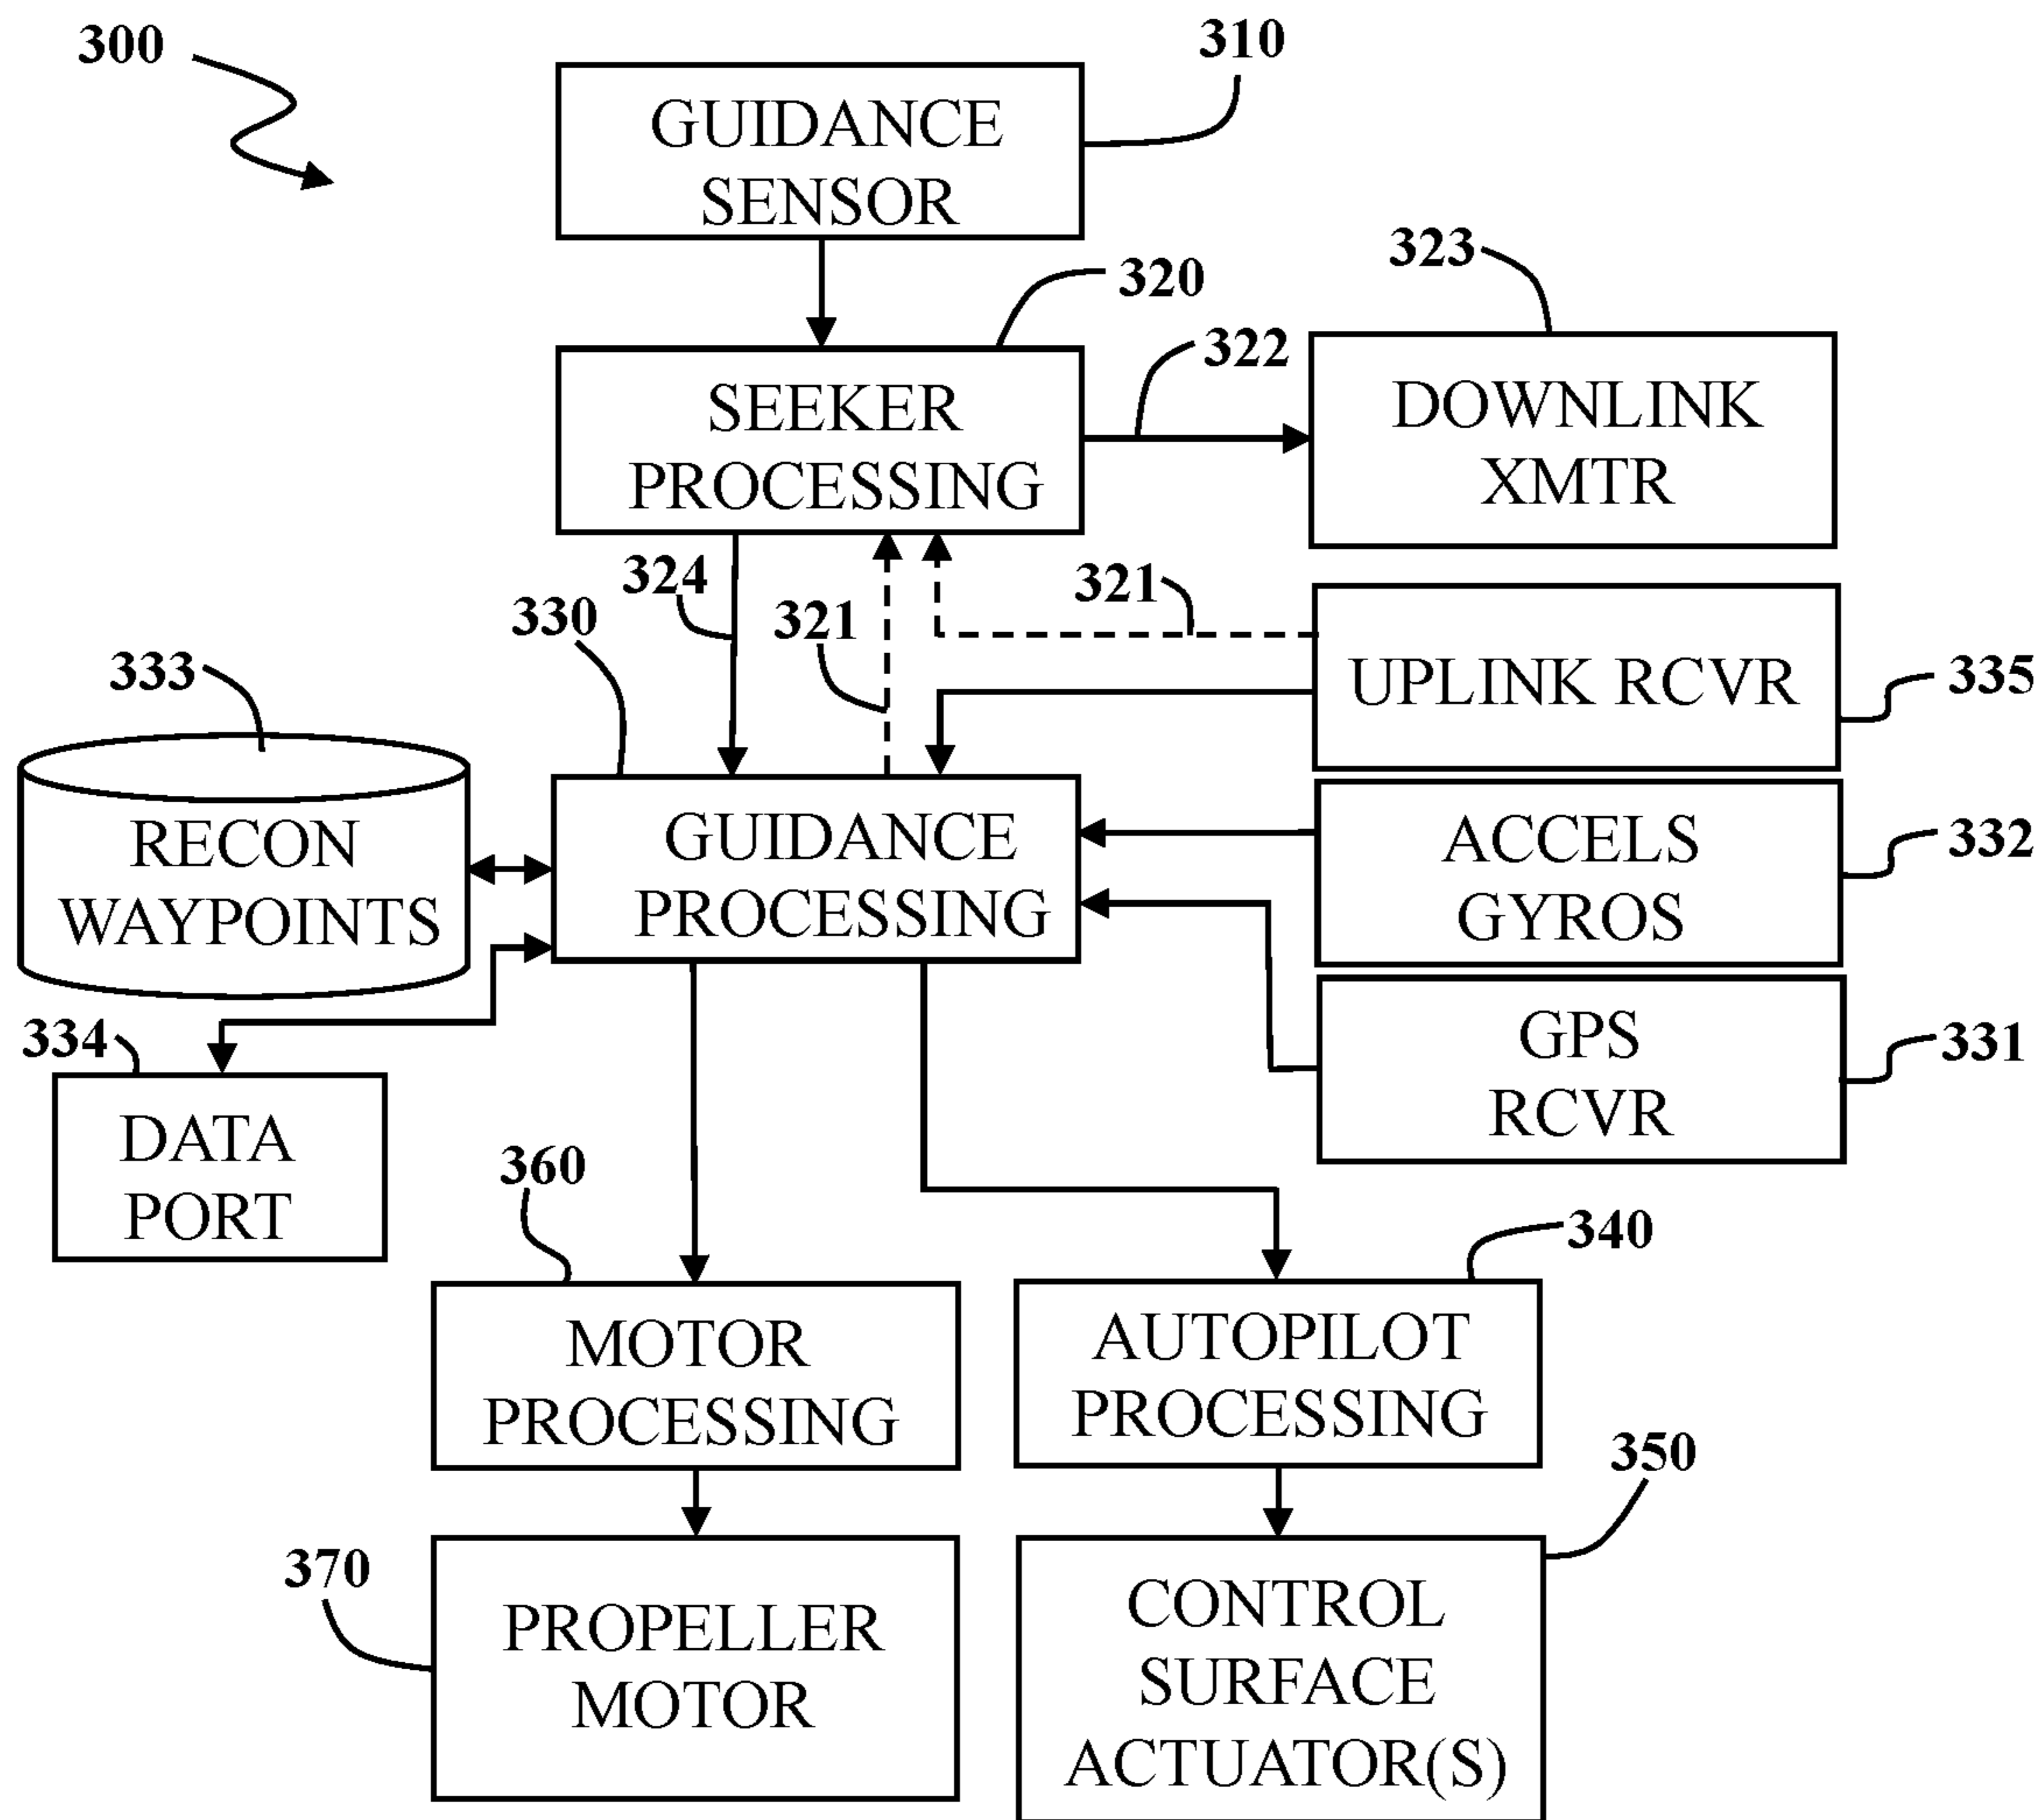 300
310
GUIDANCE
SENSOR
320
323
322
SEEKER
PROCESSING
DOWNLINK
XMTR
324
321
321
330
333
UPLINK RCVR
335
RECON
WAYPOINTS
GUIDANCE
PROCESSING
ACCELS
GYROS
332
334
DATA
PORT
GPS
RCVR
331
360
340
MOTOR
PROCESSING
AUTOPILOT
PROCESSING
350
370
PROPELLER
MOTOR
CONTROL
SURFACE
ACTUATOR(S)